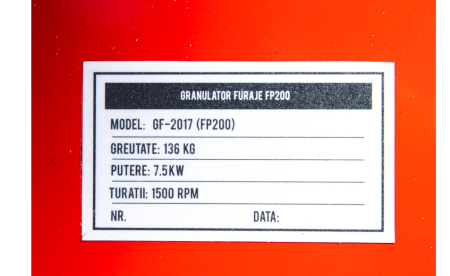 GRANULATOR FURAJE FP200
MODEL: GF-2017 (FP200)
GREUTATE: 136 KG
PUTERE: 7.5KW
TURATII: 1500 RPM
NR. DATA: